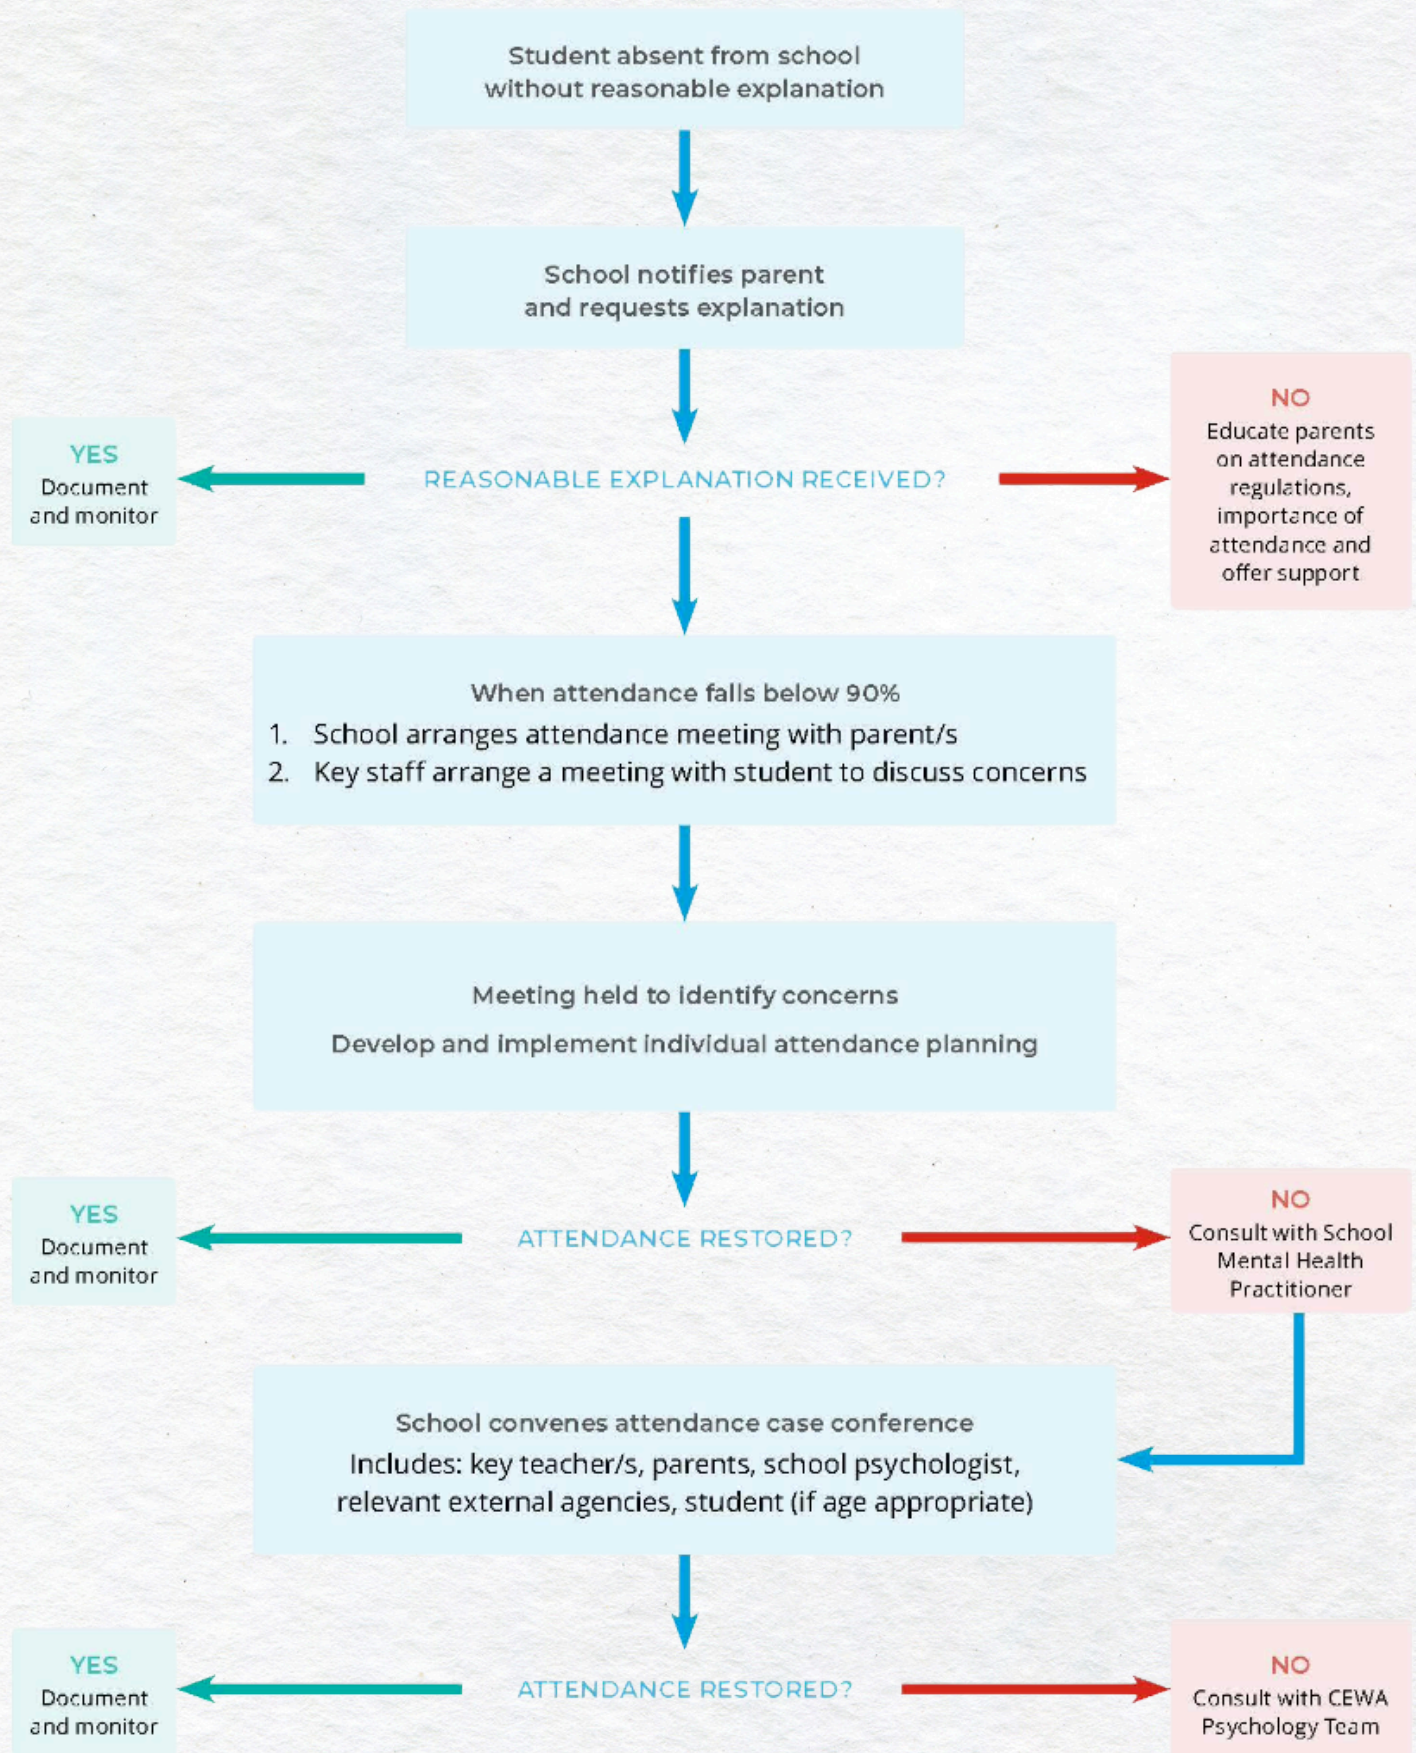 Student absent from school
without reasonable explanation
School notifies parent
and requests explanation
REASONABLE EXPLANATION RECEIVED?
YES
Document
and monitor
NO
Educate parents
on attendance
regulations,
importance of
attendance and
offer support
When attendance falls below 90%
1. School arranges attendance meeting with parent/s
2. Key staff arrange a meeting with student to discuss concerns
Meeting held to identify concerns
Develop and implement individual attendance planning
ATTENDANCE RESTORED?
YES
Document
and monitor
NO
Consult with School
Mental Health
Practitioner
School convenes attendance case conference
Includes: key teacher/s, parents, school psychologist,
relevant external agencies, student (if age appropriate)
ATTENDANCE RESTORED?
YES
Document
and monitor
NO
Consult with CEWA
Psychology Team